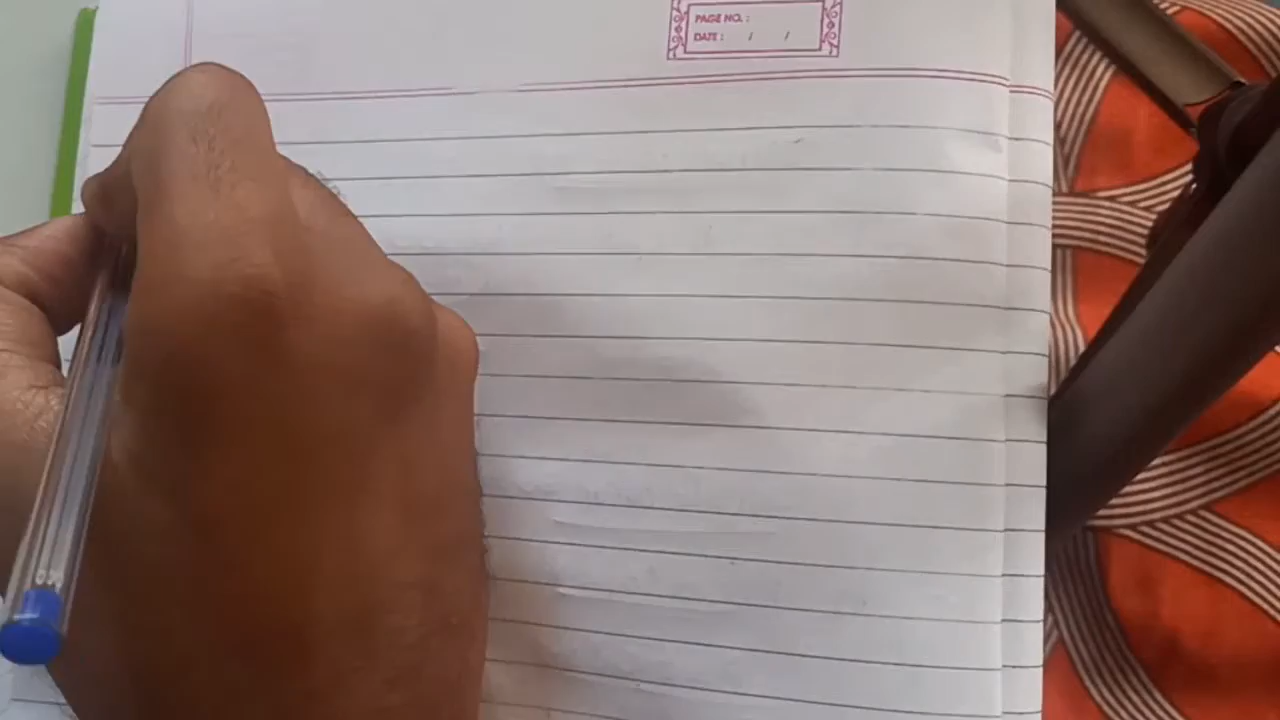 PAGE NO. :
DATE : / /